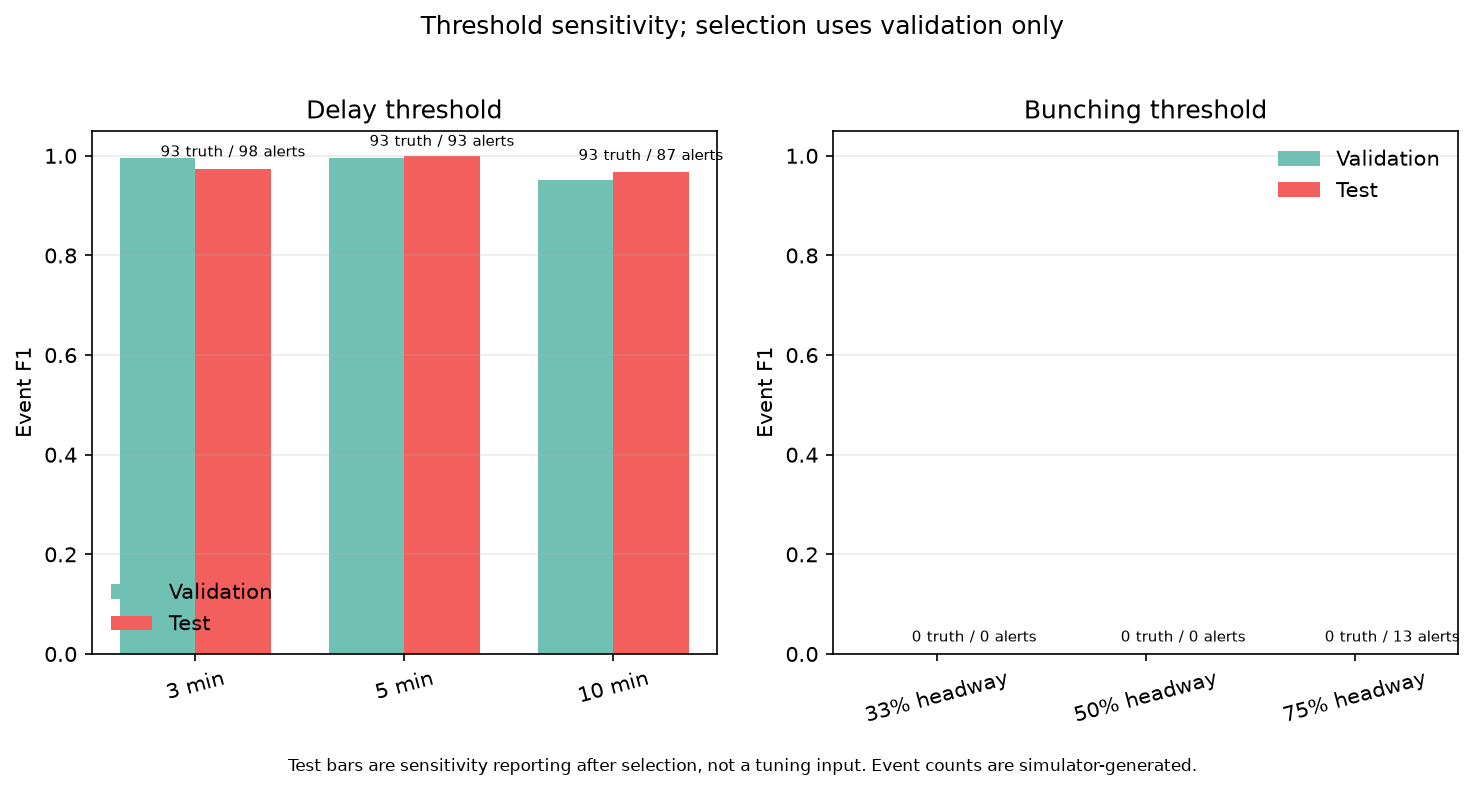 Threshold sensitivity; selection uses validation only
Delay threshold
Event F1
1.0
0.8
0.6
0.4
0.2
0.0
93 truth / 98 alerts
93 truth / 93 alerts
93 truth / 87 alerts
Validation
Test
3 min
5 min
10 min
Bunching threshold
Event F1
1.0
0.8
0.6
0.4
0.2
0.0
Validation
Test
0 truth / 0 alerts
0 truth / 0 alerts
0 truth / 13 alerts
33% headway
50% headway
75% headway
Test bars are sensitivity reporting after selection, not a tuning input. Event counts are simulator-generated.